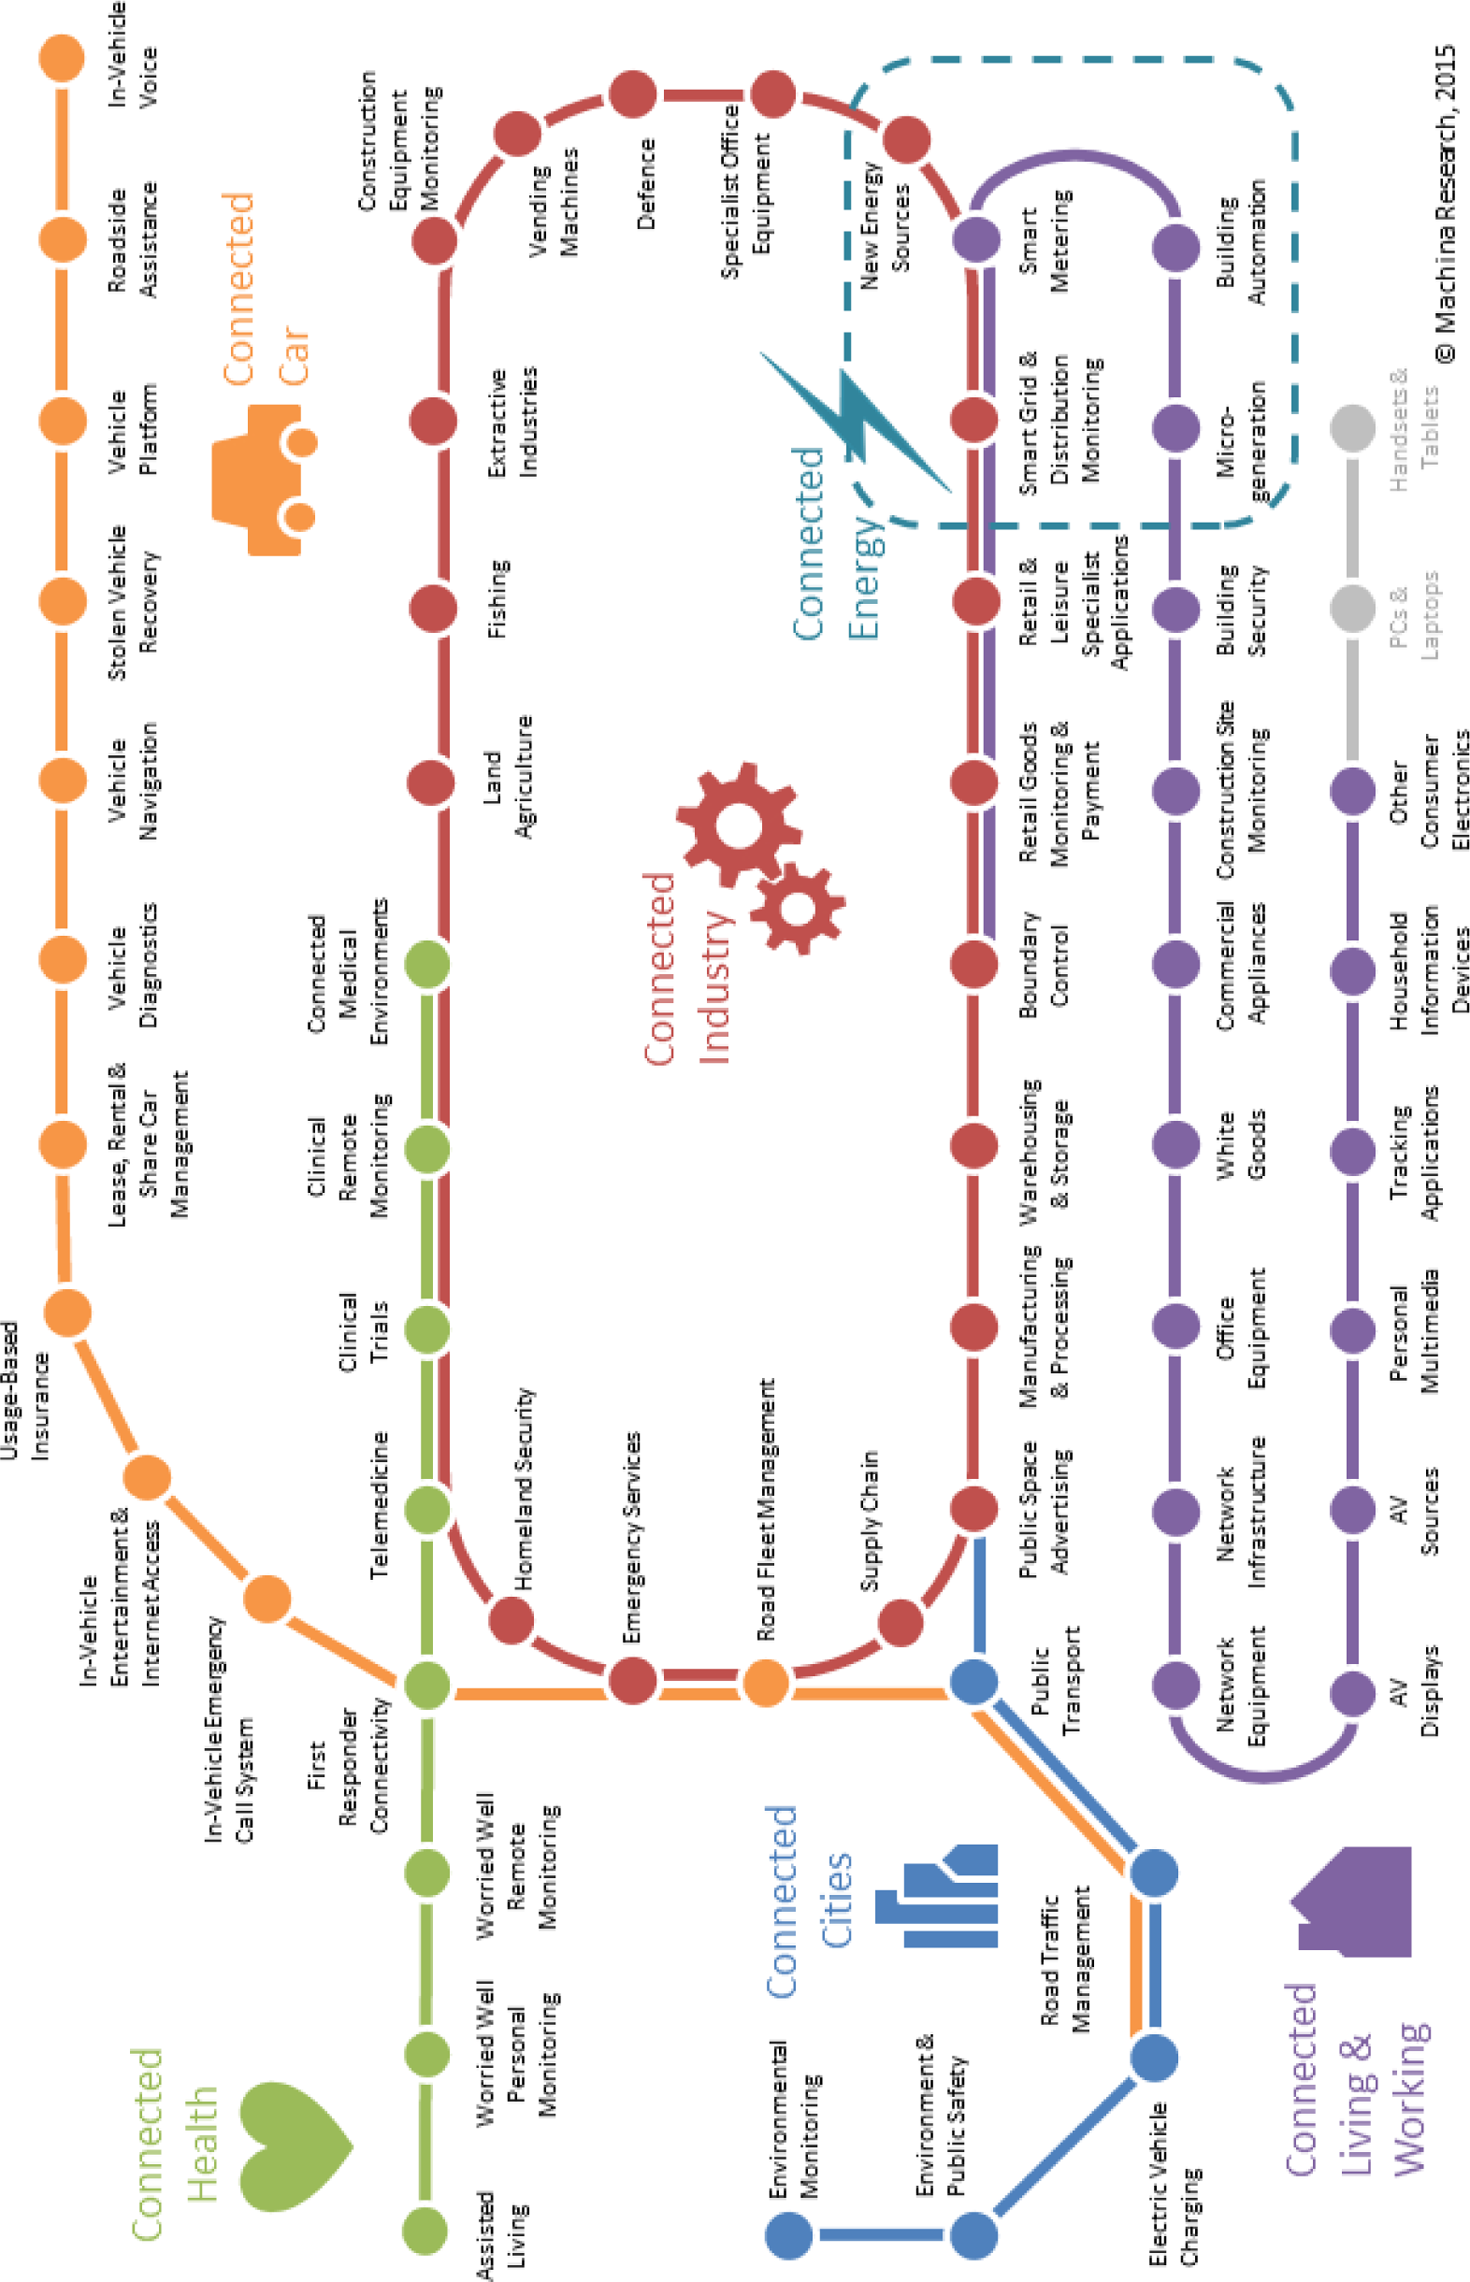 Usage-Based
Insurance
Lease, Rental &
Share Car
Management
Vehicle
Diagnostics
Vehicle
Navigation
Stolen Vehicle
Recovery
Vehicle
Platform
Roadside
Assistance
In-Vehicle
Voice
In-Vehicle
Entertainment &
Internet Access
In-Vehicle Emergency
Call System
Connected
Car
Connected
Health
First
Responder
Connectivity
Telemedicine
Clinical
Trials
Clinical
Remote
Monitoring
Connected
Medical
Environments
Construction
Equipment
Monitoring
Assisted
Living
Worried Well
Personal
Monitoring
Worried Well
Remote
Monitoring
Homeland Security
Land
Agriculture
Fishing
Extractive
Industries
Vending
Machines
Emergency Services
Defence
Connected
Industry
Road Fleet Management
Specialist Office
Equipment
Connected
Cities
Connected
Energy
Supply Chain
New Energy
Sources
Environmental
Monitoring
Environment &
Public Safety
Road Traffic
Management
Public
Transport
Public Space
Advertising
Manufacturing
& Processing
Warehousing
& Storage
Boundary
Control
Retail Goods
Monitoring &
Payment
Retail &
Leisure
Specialist
Applications
Smart Grid &
Distribution
Monitoring
Smart
Metering
Electric Vehicle
Charging
Network
Equipment
Network
Infrastructure
Office
Equipment
White
Goods
Commercial
Appliances
Construction Site
Monitoring
Building
Security
Micro-
generation
Building
Automation
Connected
Living &
Working
AV
Displays
AV
Sources
Personal
Multimedia
Tracking
Applications
Household
Information
Devices
Other
Consumer
Electronics
PCs &
Laptops
Handsets &
Tablets
© Machina Research, 2015